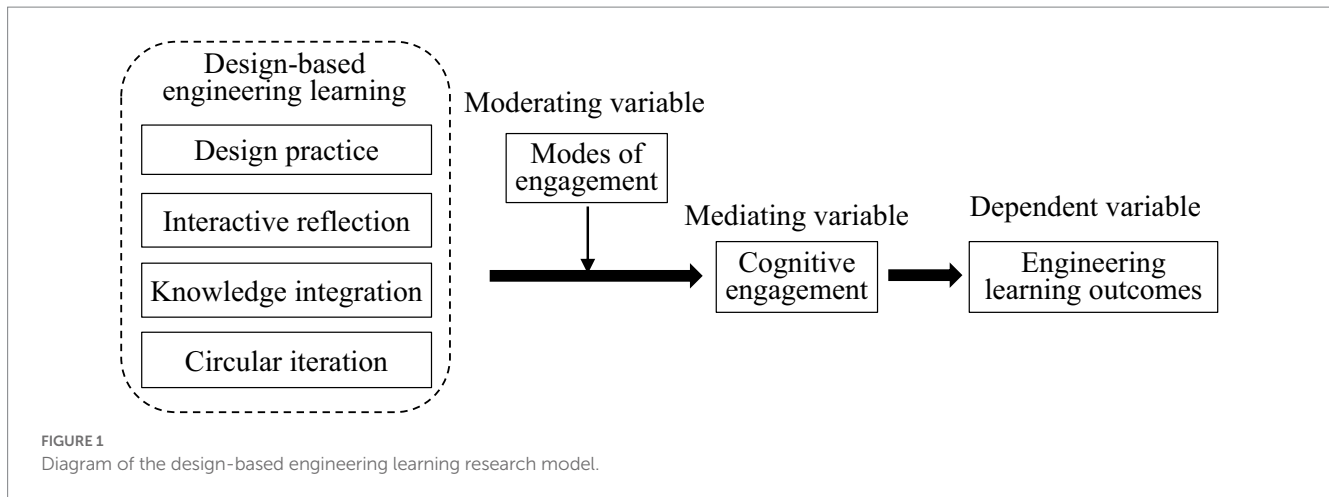 Design-based
engineering learning
Design practice
Interactive reflection
Knowledge integration
Circular iteration
Moderating variable
Modes of
engagement
Mediating variable
Cognitive
engagement
Dependent variable
Engineering
learning outcomes
FIGURE 1
Diagram of the design-based engineering learning research model.